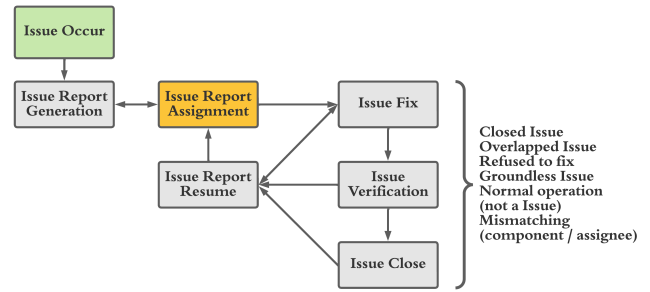 Issue Occur
Issue Report
Generation
Issue Report
Assignment
Issue Fix
Issue Report
Resume
Issue
Verification
Issue Close
Closed Issue
Overlapped Issue
Refused to fix
Groundless Issue
Normal operation
(not a Issue)
Mismatching
(component / assignee)